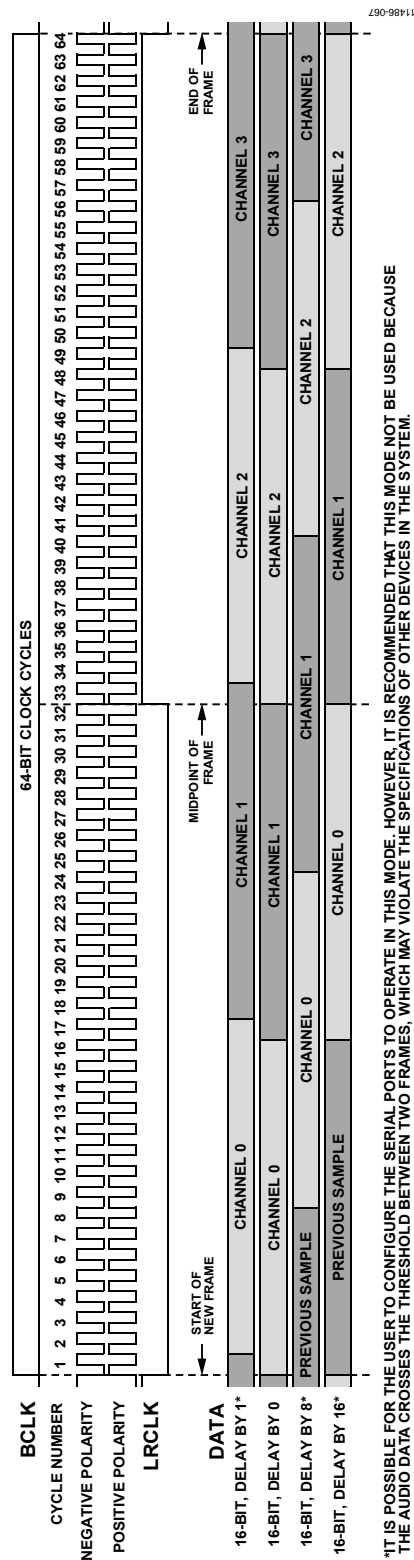 BCLK
64-BIT CLOCK CYCLES
CYCLE NUMBER 1 2 3 4 5 6 7 8 9 10 11 12 13 14 15 16 17 18 19 20 21 22 23 24 25 26 27 28 29 30 31 32 33 34 35 36 37 38 39 40 41 42 43 44 45 46 47 48 49 50 51 52 53 54 55 56 57 58 59 60 61 62 63 64
NEGATIVE POLARITY
POSITIVE POLARITY
LRCLK
START OF
NEW FRAME
MIDPOINT OF
FRAME
END OF
FRAME
DATA
16-BIT, DELAY BY 1* CHANNEL 0 CHANNEL 1 CHANNEL 2 CHANNEL 3
16-BIT, DELAY BY 0 CHANNEL 0 CHANNEL 1 CHANNEL 2 CHANNEL 3
16-BIT, DELAY BY 8* PREVIOUS SAMPLE CHANNEL 0 CHANNEL 1 CHANNEL 2 CHANNEL 3
16-BIT, DELAY BY 16* PREVIOUS SAMPLE CHANNEL 0 CHANNEL 1 CHANNEL 2
*IT IS POSSIBLE FOR THE USER TO CONFIGURE THE SERIAL PORTS TO OPERATE IN THIS MODE. HOWEVER, IT IS RECOMMENDED THAT THIS MODE NOT BE USED BECAUSE
THE AUDIO DATA CROSSES THE THRESHOLD BETWEEN TWO FRAMES, WHICH MAY VIOLATE THE SPECIFICATIONS OF OTHER DEVICES IN THE SYSTEM.
11486-067